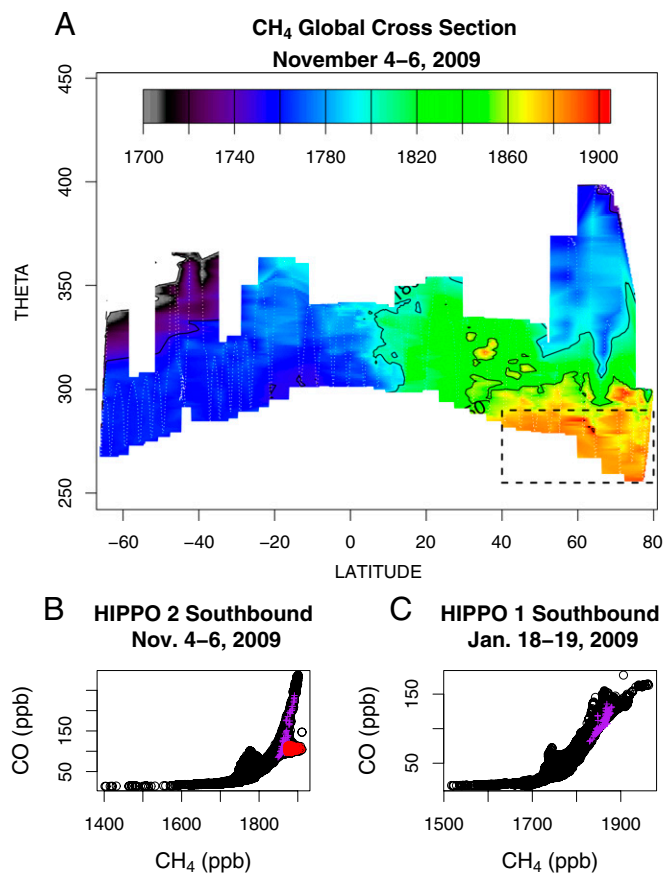 A
CH4 Global Cross Section
November 4−6, 2009
1700 1740 1780 1820 1860 1900
450
400
350
300
250
THETA
−60 −40 −20 0 20 40 60 80
LATITUDE
B
HIPPO 2 Southbound
Nov. 4−6, 2009
CO (ppb)
150
50
1400 1600 1800
CH4 (ppb)
C
HIPPO 1 Southbound
Jan. 18−19, 2009
CO (ppb)
150
50
1500 1700 1900
CH4 (ppb)